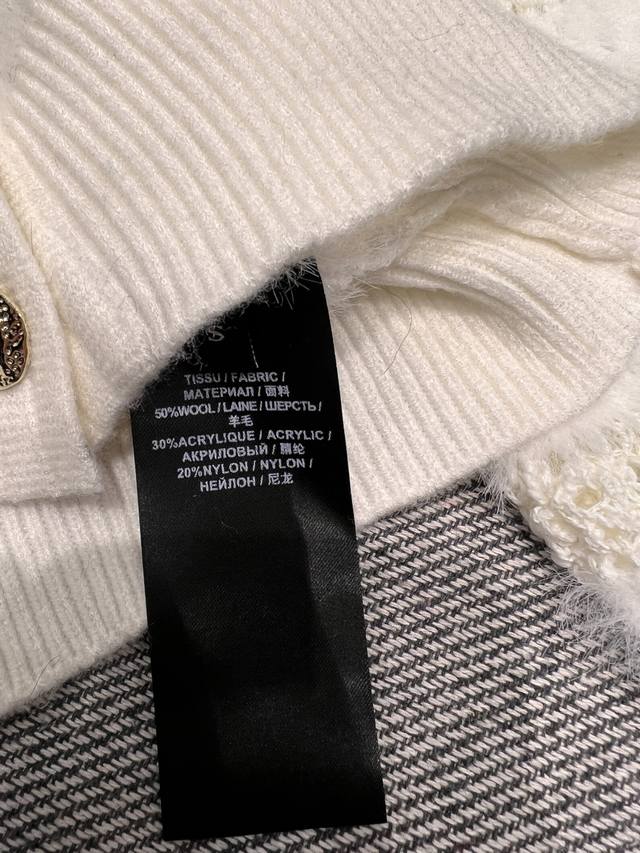 S
TISSU / FABRIC /
МАТЕРИАЛ / 面料
50%WOOL / LAINE / ШЕРСТЬ /
羊毛
30%ACRYLIQUE / ACRYLIC /
АКРИЛОВЫЙ / 腈纶
20%NYLON / NYLON /
НЕЙЛОН / 尼龙